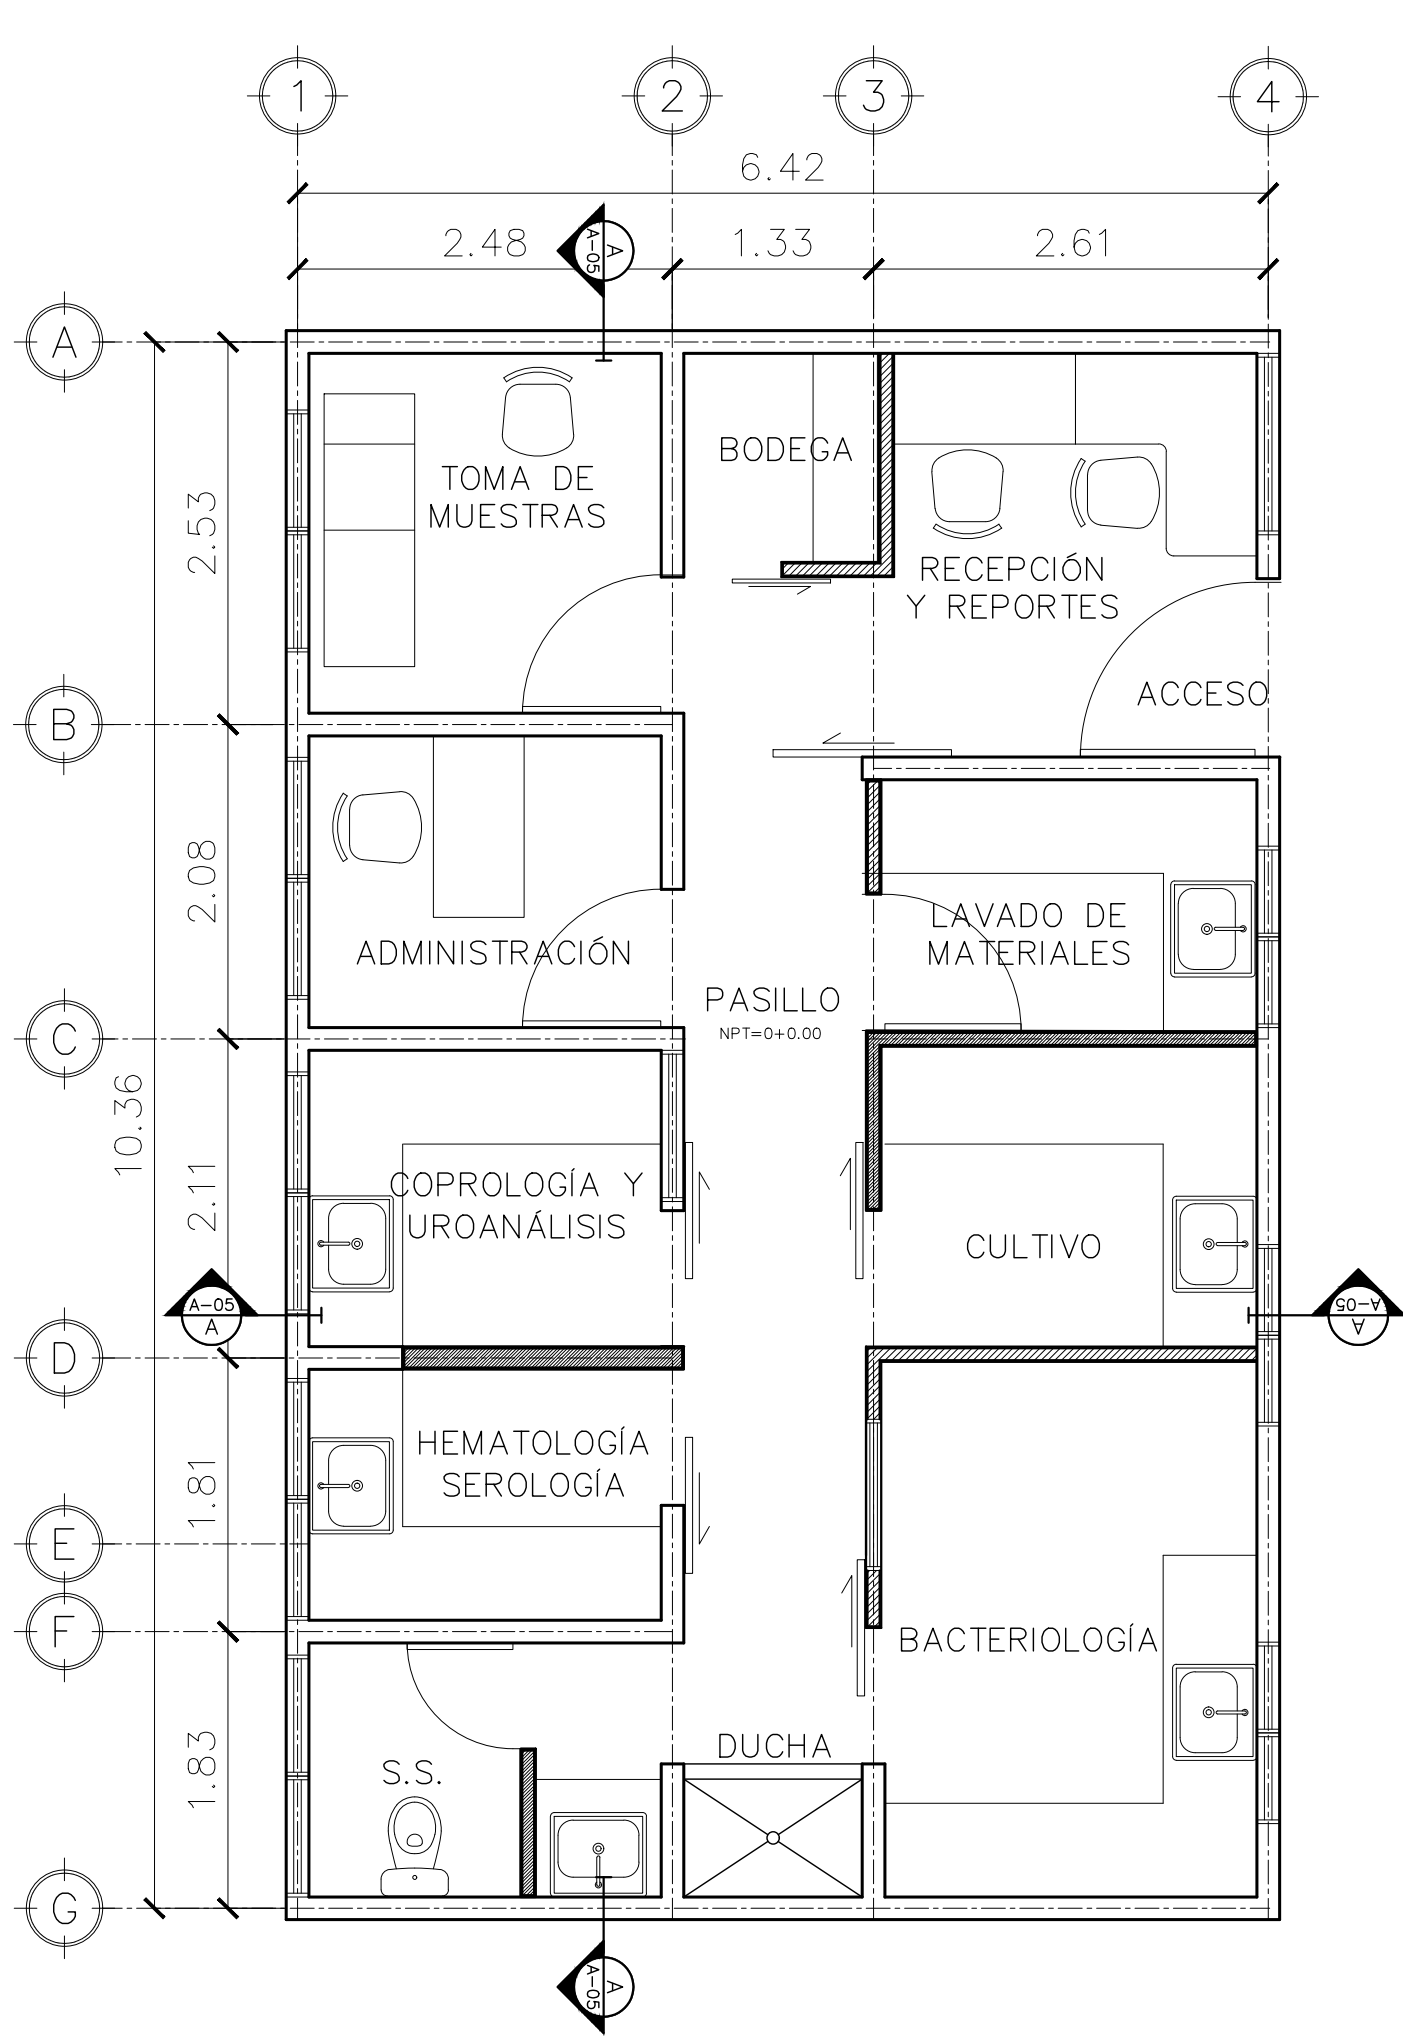 1
2
3
4
6.42
2.48
1.33
2.61
A
A-05
A
2.53
TOMA DE
MUESTRAS
BODEGA
RECEPCIÓN
Y REPORTES
ACCESO
B
2.08
ADMINISTRACIÓN
LAVADO DE
MATERIALES
PASILLO
NPT=0+0.00
C
10.36
2.11
COPROLOGÍA Y
UROANÁLISIS
CULTIVO
A-05
A
A-05
A
D
1.81
HEMATOLOGÍA
SEROLOGÍA
E
F
BACTERIOLOGÍA
1.83
S.S.
DUCHA
G
A
A-05